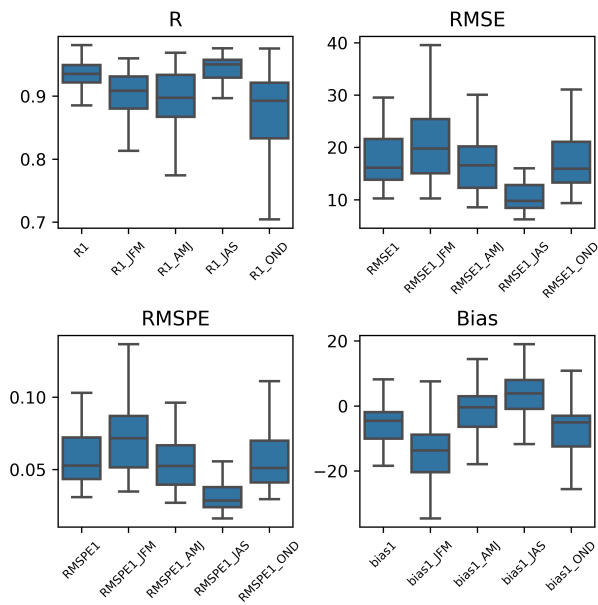 R
0.9
0.8
0.7
R1
R1_JFM
R1_AMJ
R1_JAS
R1_OND
RMSE
40
30
20
10
RMSE1
RMSE1_JFM
RMSE1_AMJ
RMSE1_JAS
RMSE1_OND
RMSPE
0.10
0.05
RMSPE1
RMSPE1_JFM
RMSPE1_AMJ
RMSPE1_JAS
RMSPE1_OND
Bias
20
0
−20
bias1
bias1_JFM
bias1_AMJ
bias1_JAS
bias1_OND